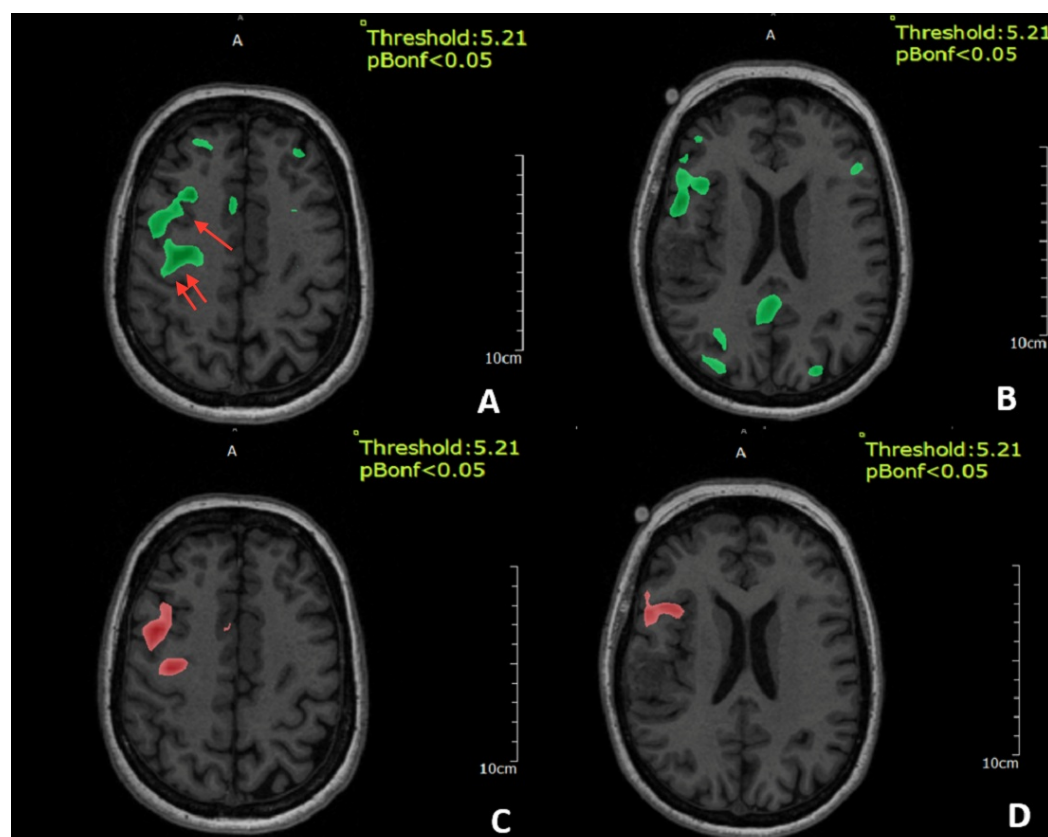 A
Threshold:5.21
pBonf<0.05
10cm
A
A
Threshold:5.21
pBonf<0.05
10cm
B
A
Threshold:5.21
pBonf<0.05
10cm
C
A
Threshold:5.21
pBonf<0.05
10cm
D